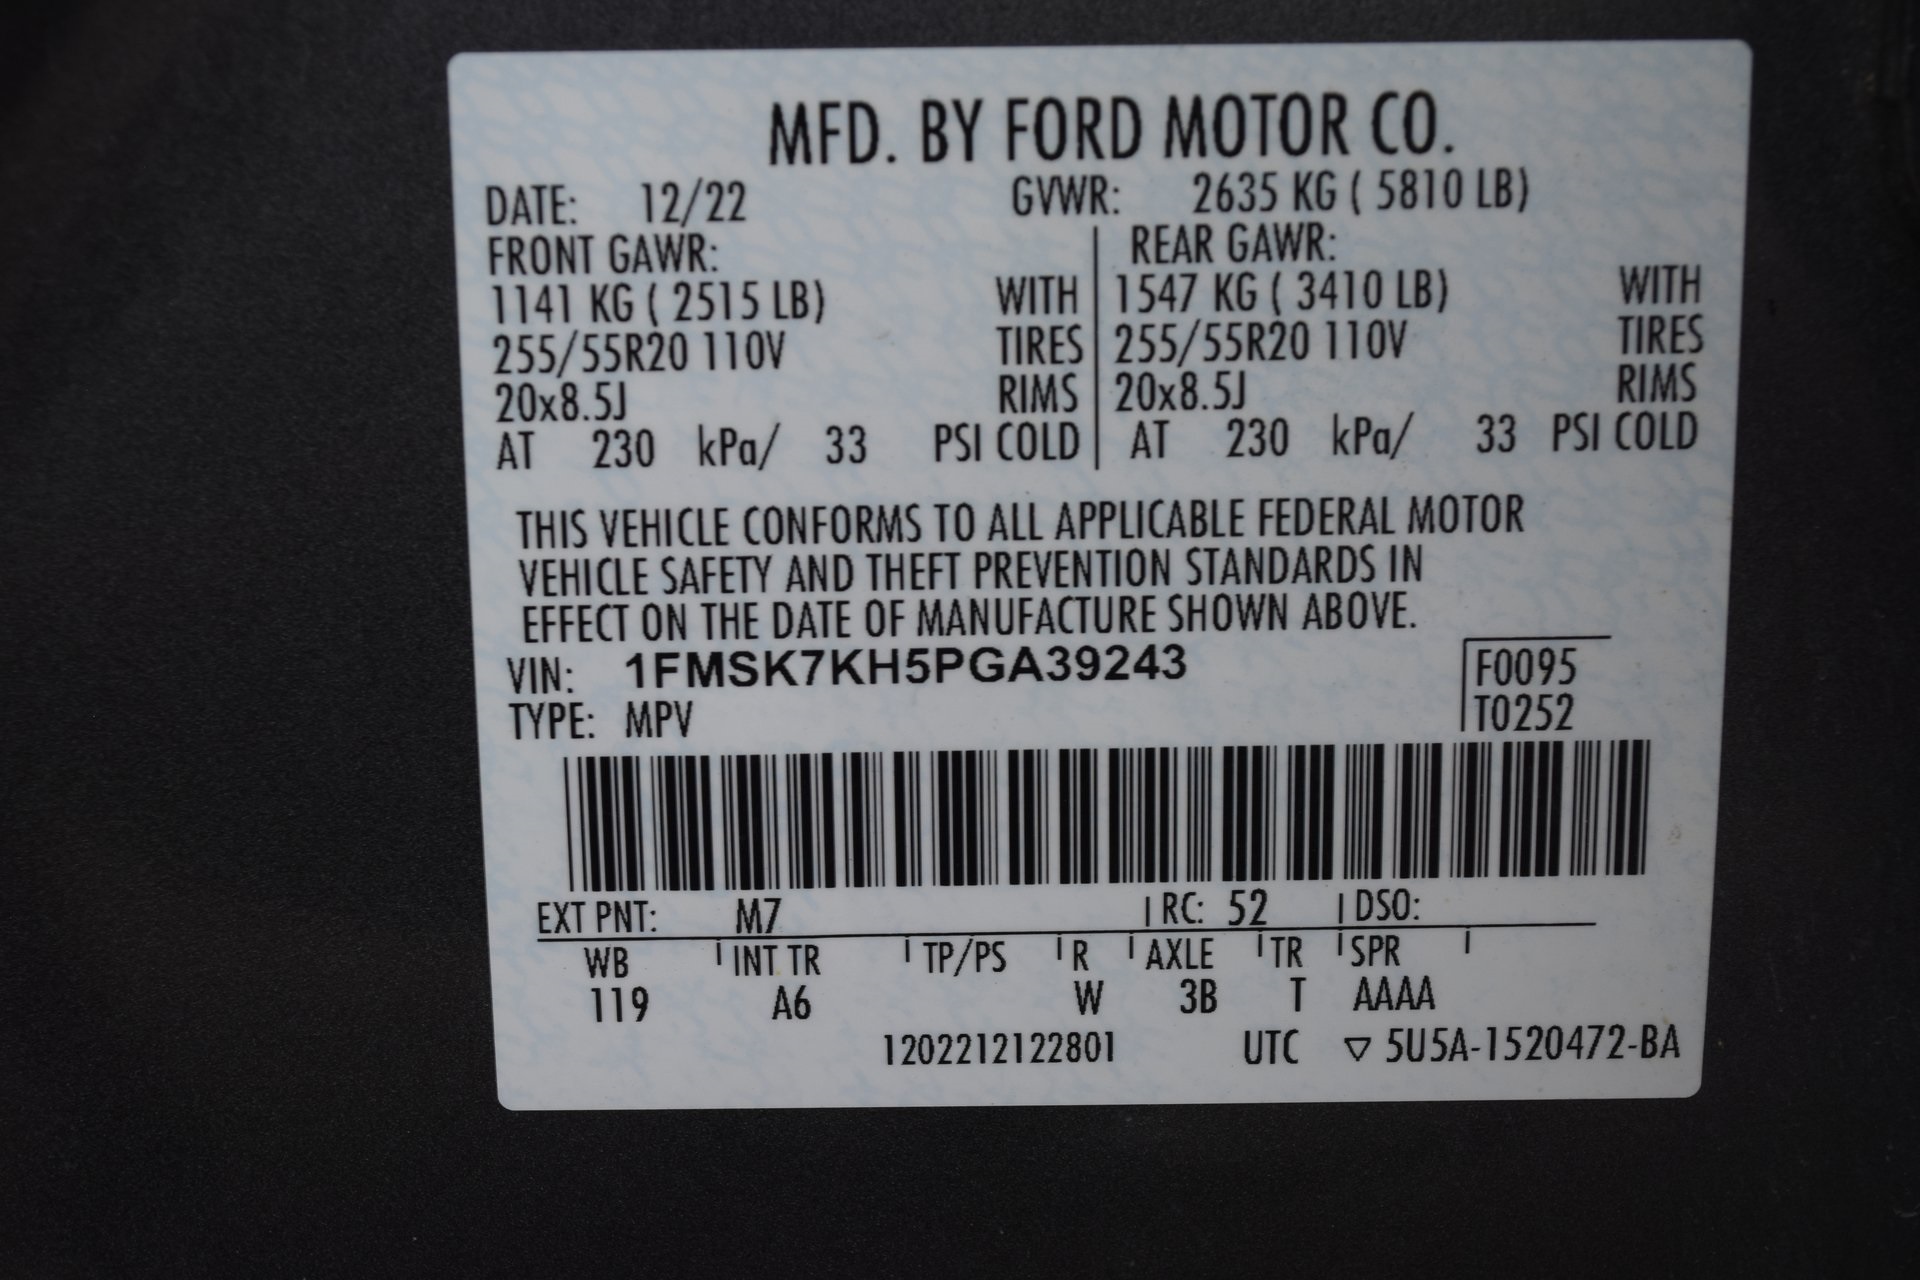 MFD. BY FORD MOTOR CO.
DATE: 12/22 GVWR: 2635 KG ( 5810 LB)
FRONT GAWR: REAR GAWR:
1141 KG ( 2515 LB) WITH 1547 KG ( 3410 LB) WITH
255/55R20 110V TIRES 255/55R20 110V TIRES
20x8.5J RIMS 20x8.5J RIMS
AT 230 kPa/ 33 PSI COLD AT 230 kPa/ 33 PSI COLD
THIS VEHICLE CONFORMS TO ALL APPLICABLE FEDERAL MOTOR
VEHICLE SAFETY AND THEFT PREVENTION STANDARDS IN
EFFECT ON THE DATE OF MANUFACTURE SHOWN ABOVE.
VIN: 1FMSK7KH5PGA39243 F0095
TYPE: MPV T0252
EXT PNT: M7 RC: 52 DSO:
WB INT TR TP/PS R AXLE TR SPR
119 A6 W 3B T AAAA
1202212122801 UTC ▽ 5U5A-1520472-BA